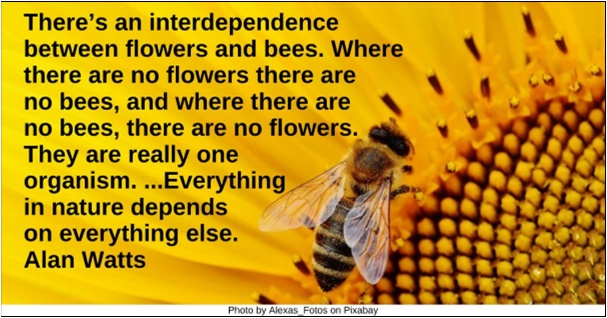 There’s an interdependence
between flowers and bees. Where
there are no flowers there are
no bees, and where there are
no bees, there are no flowers.
They are really one
organism. ...Everything
in nature depends
on everything else.
Alan Watts
Photo by Alexas_Fotos on Pixabay